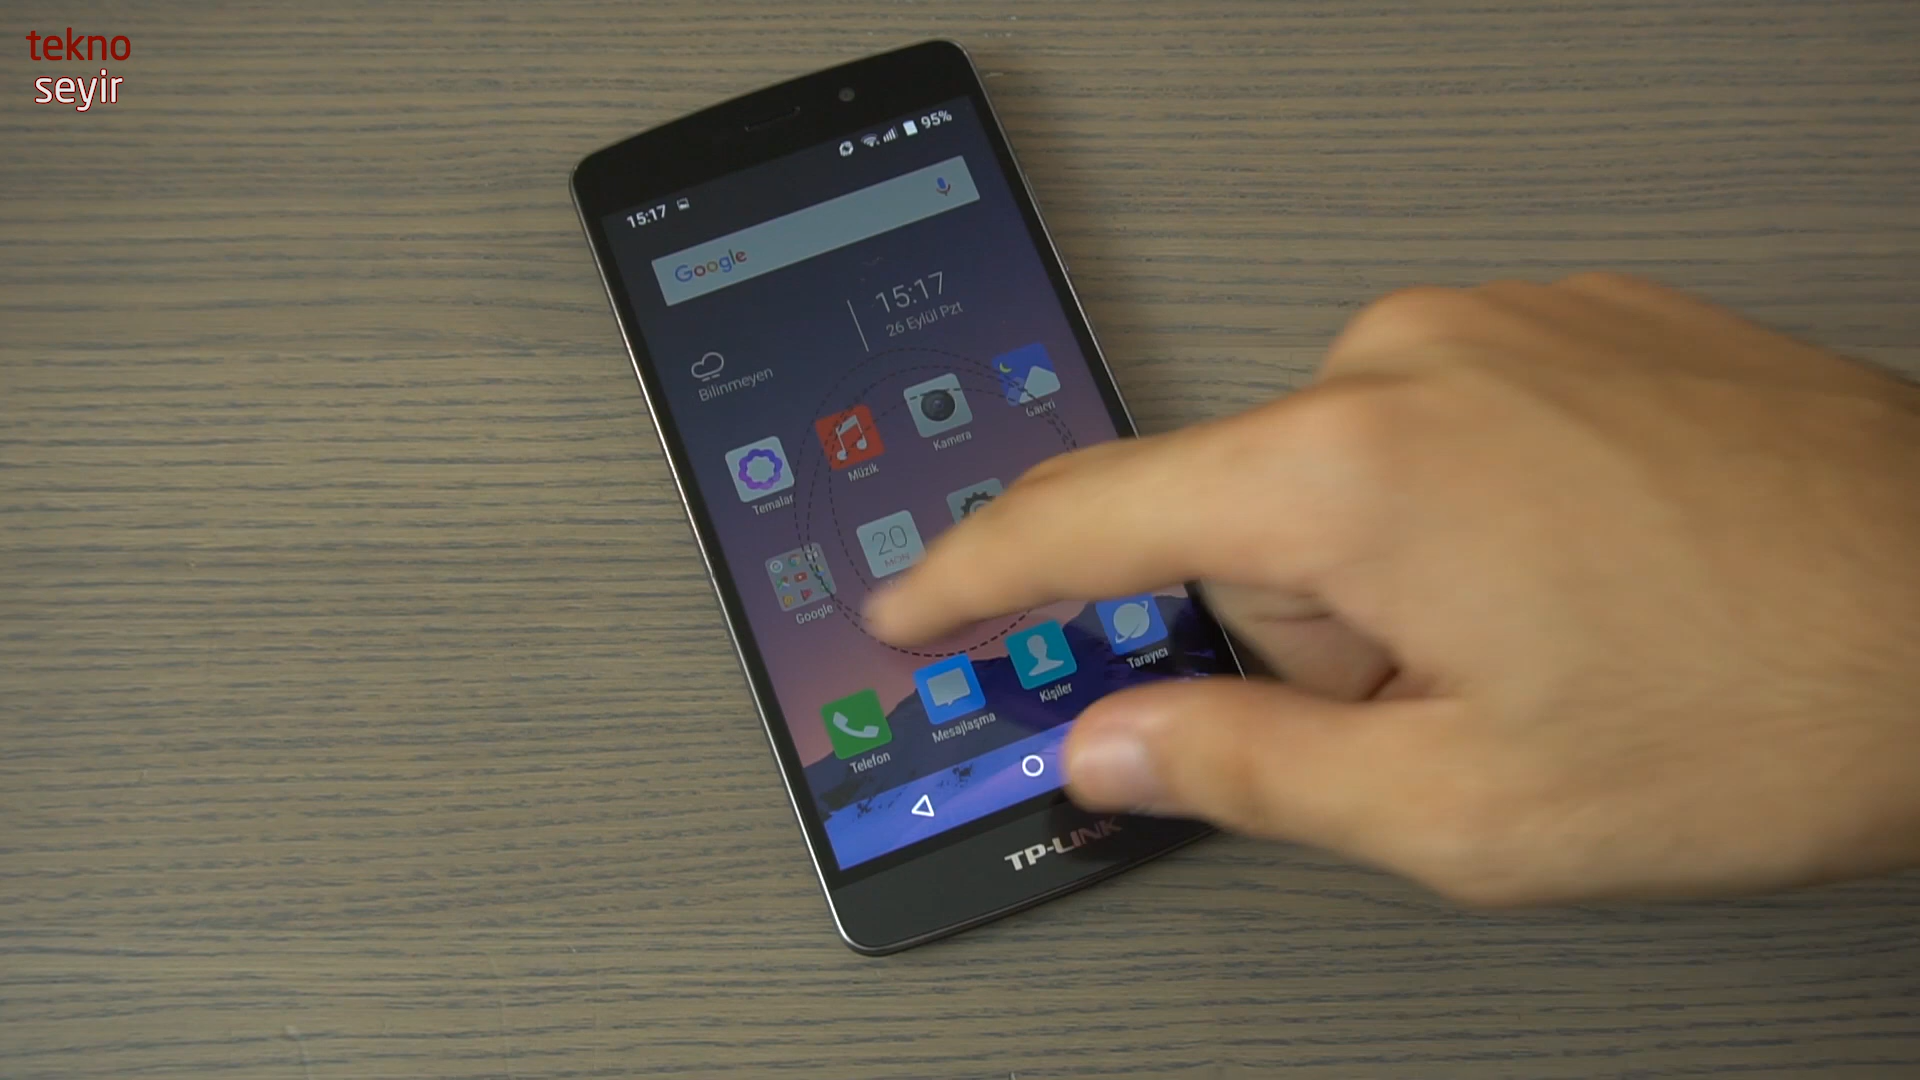 tekno
seyir
95%
15:17
Google
15:17
26 Eylül Pzt
Bilinmeyen
Galeri
Kamera
Müzik
Temalar
20
MON
Google
Tarayıcı
Kişiler
Mesajlaşma
Telefon
TP-LINK